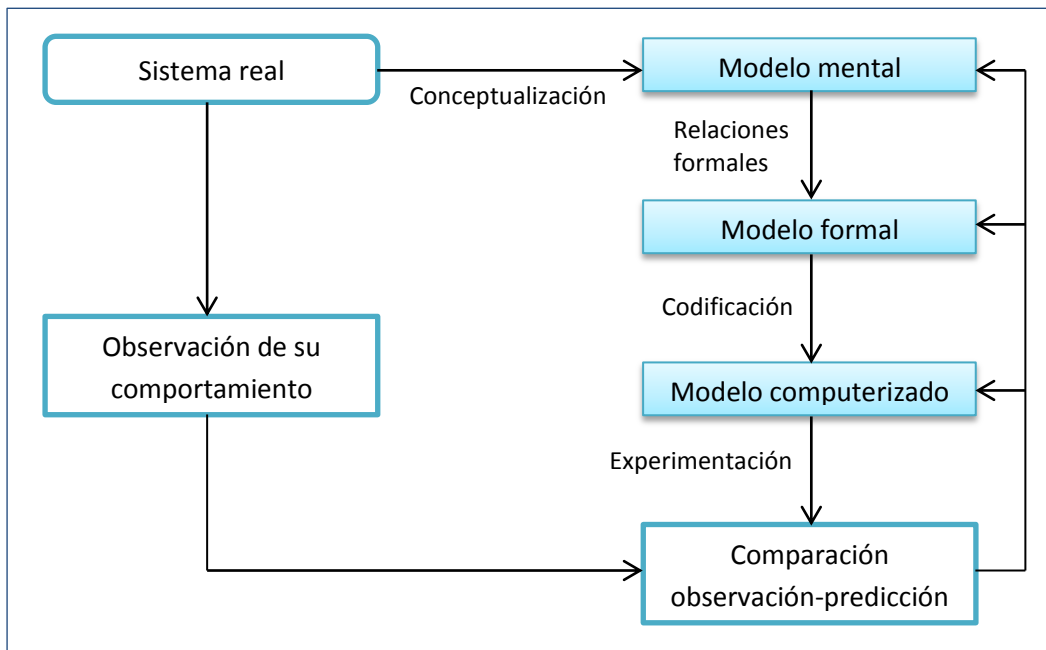 Sistema real
Modelo mental
Conceptualización
Relaciones
formales
Modelo formal
Codificación
Observación de su
comportamiento
Modelo computerizado
Experimentación
Comparación
observación-predicción